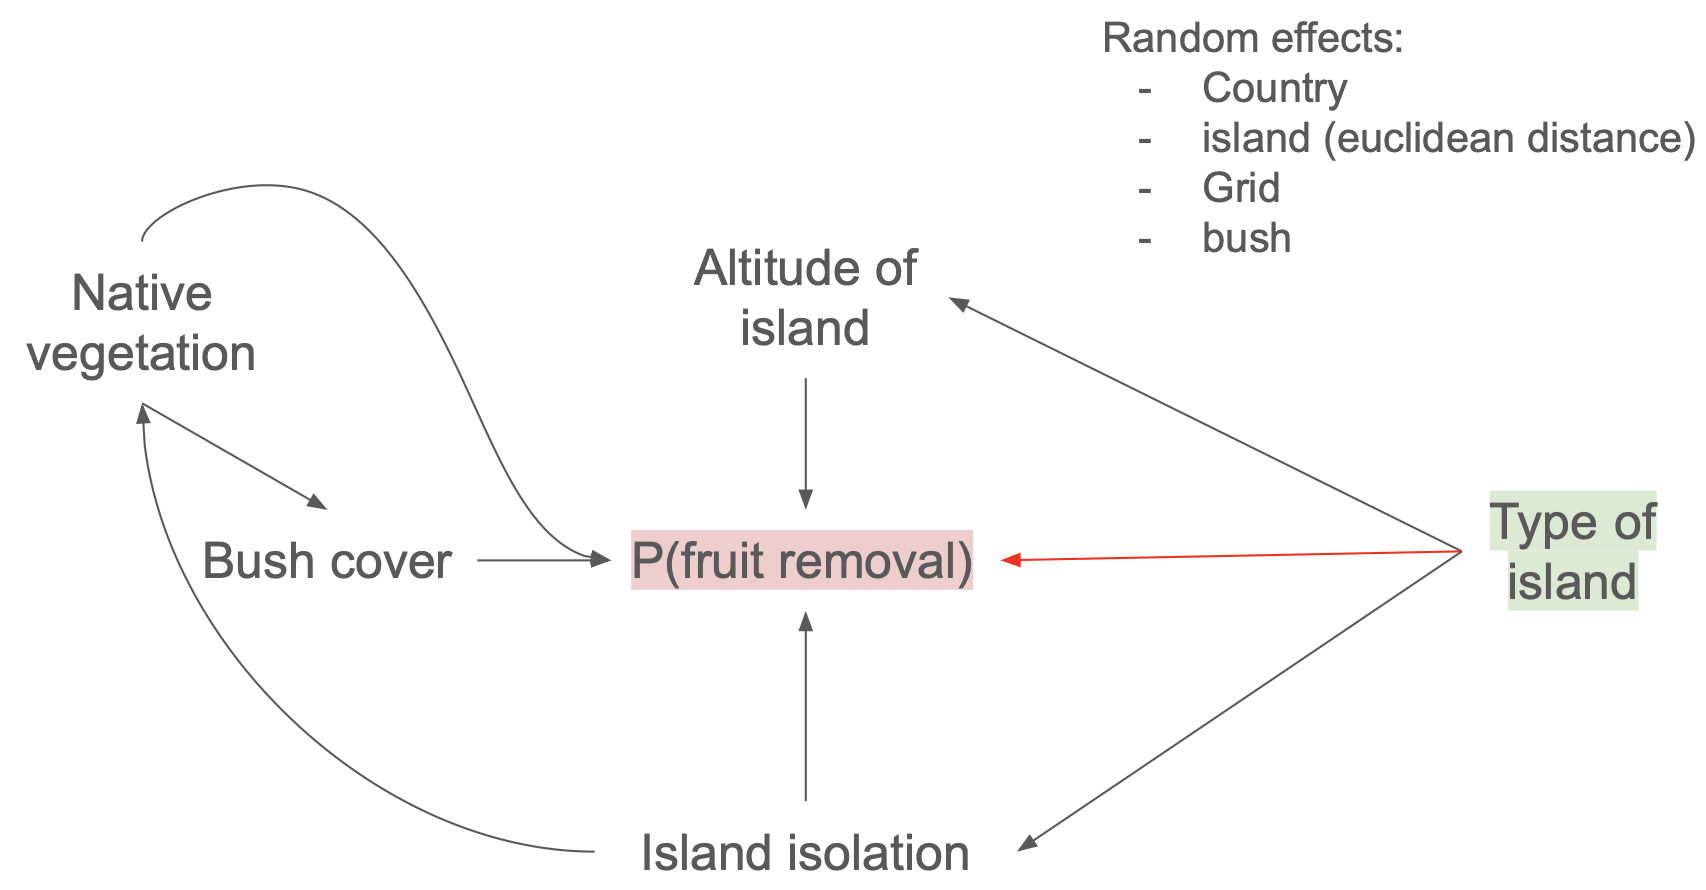 Random effects:
- Country
- island (euclidean distance)
- Grid
- bush
Altitude of
island
Native
vegetation
Type of
island
Bush cover
P(fruit removal)
Island isolation